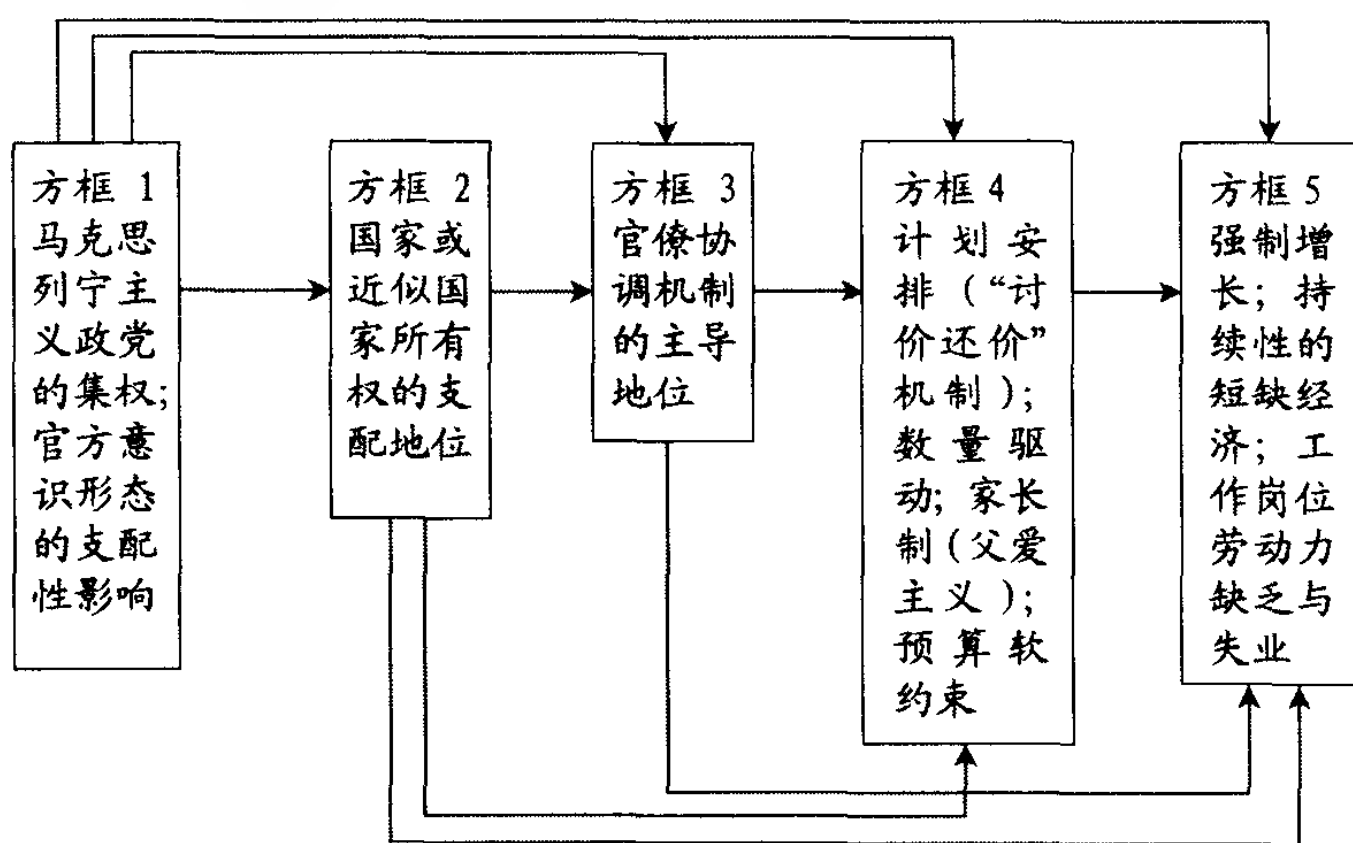 方框 1
马克思
列宁主
义政党
的集权;
官方意
识形态
的支配
性影响
方框 2
国家或
近似国
家所有
权的支
配地位
方框 3
官僚协
调机制
的主导
地位
方框 4
计划安
排(“讨
价还价”
机制);
数量驱
动; 家长
制(父爱
主义);
预算软
约束
方框 5
强制增
长; 持
续性的
短缺经
济; 工
作岗位
劳动力
缺乏与
失业